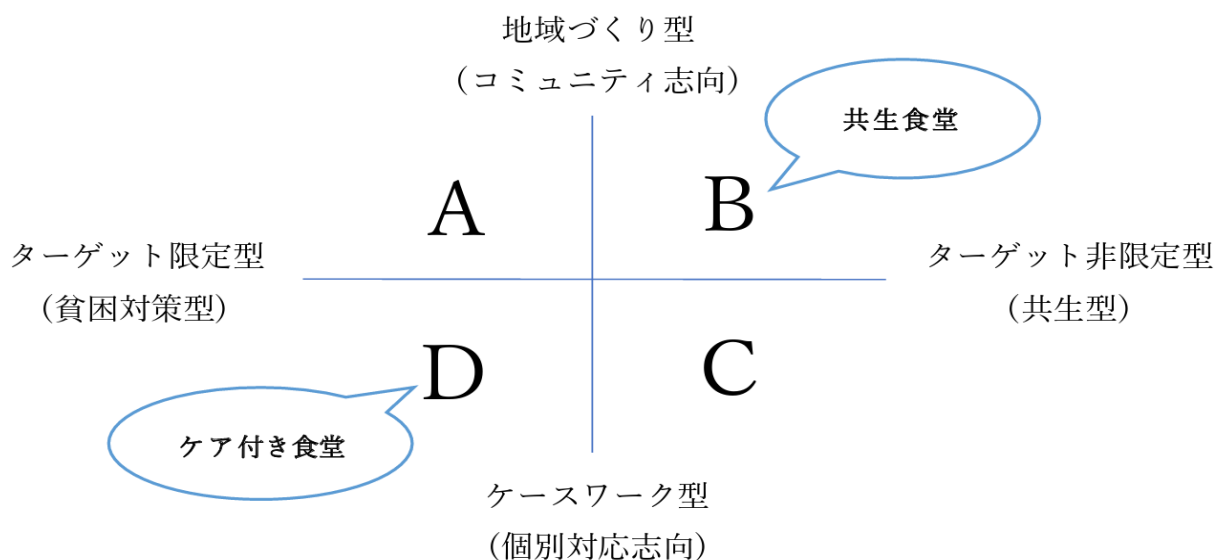 地域づくり型
（コミュニティ志向）
共生食堂
A
B
ターゲット限定型
（貧困対策型）
ターゲット非限定型
（共生型）
D
C
ケア付き食堂
ケースワーク型
（個別対応志向）